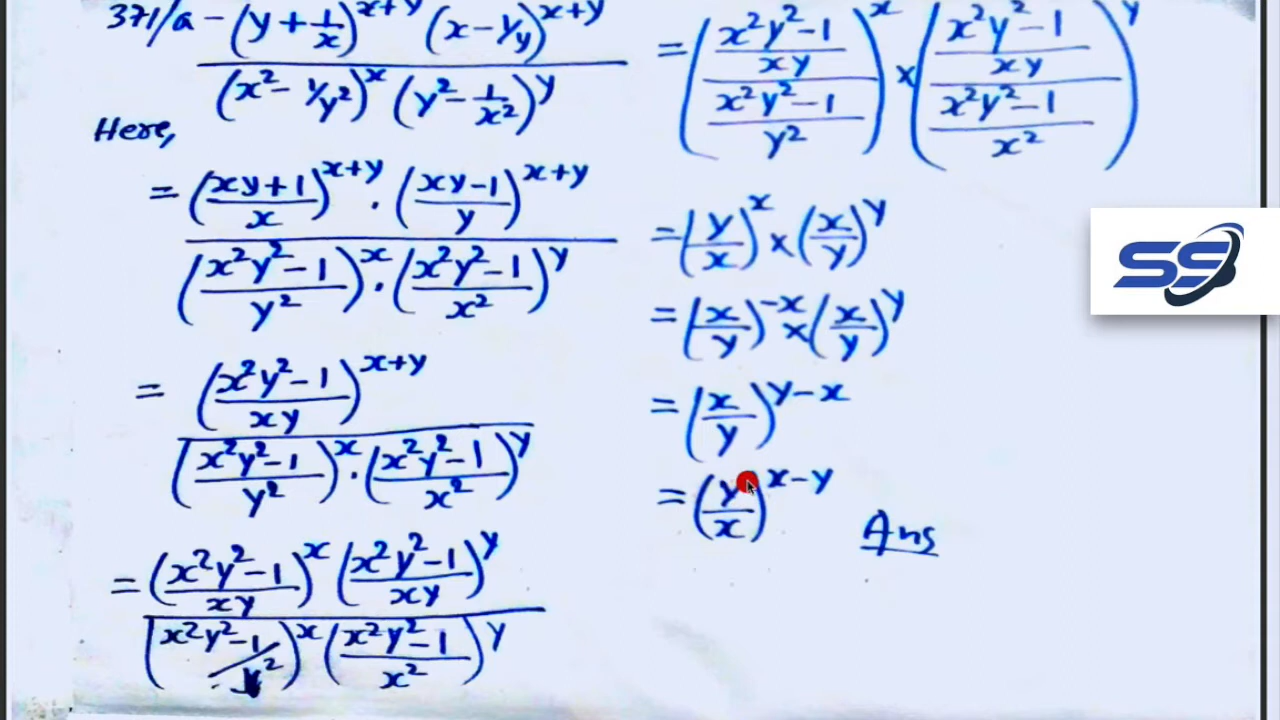 371/a - (y + 1/x)^(x+y) (x - 1/y)^(x+y) / (x² - 1/y²)^x (y² - 1/x²)^y
Here,
= ((xy+1)/x)^(x+y) . ((xy-1)/y)^(x+y) / ((x²y²-1)/y²)^x . ((x²y²-1)/x²)^y
= ((x²y²-1)/xy)^(x+y) / ((x²y²-1)/y²)^x . ((x²y²-1)/x²)^y
= ((x²y²-1)/xy)^x ((x²y²-1)/xy)^y / ((x²y²-1)/y²)^x ((x²y²-1)/x²)^y
= (((x²y²-1)/xy) / ((x²y²-1)/y²))^x × (((x²y²-1)/xy) / ((x²y²-1)/x²))^y
= (y/x)^x × (x/y)^y
= (x/y)^(-x) × (x/y)^y
= (x/y)^(y-x)
= (y/x)^(x-y) Ans
SS